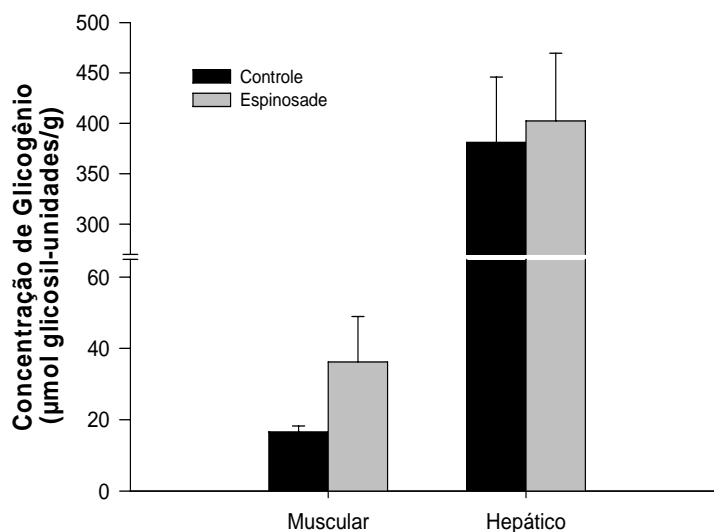 Concentração de Glicogênio
(µmol glicosil-unidades/g)
500
450
400
350
300
60
40
20
0
Controle
Espinosade
Muscular
Hepático